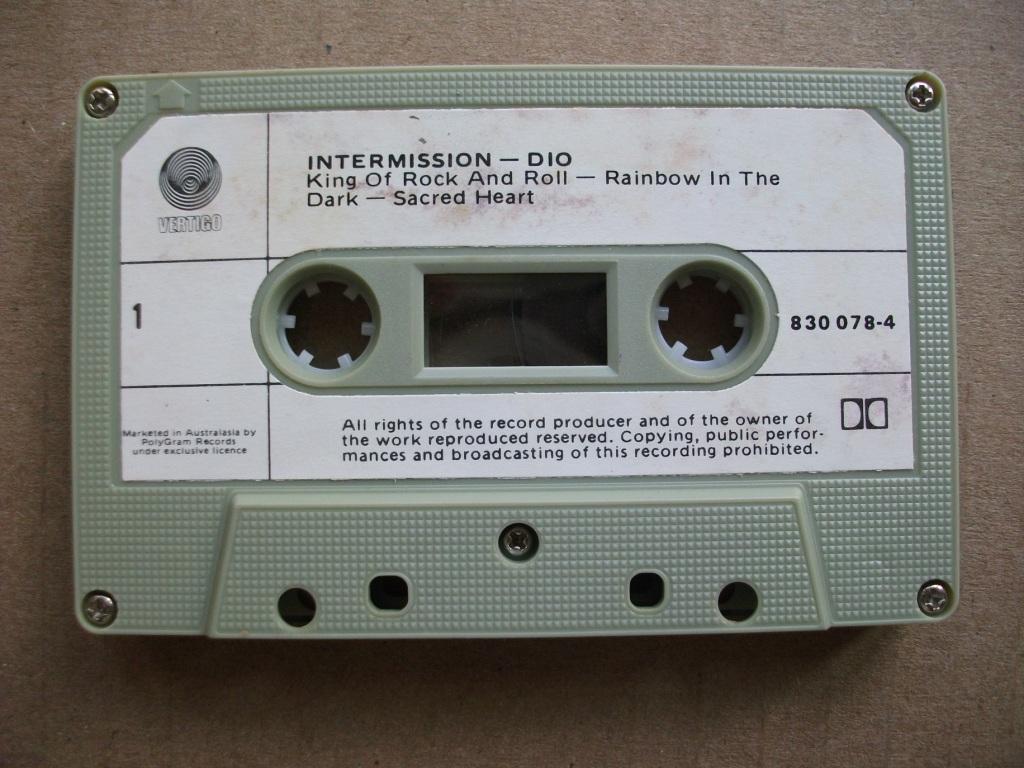 INTERMISSION — DIO
King Of Rock And Roll — Rainbow In The
Dark — Sacred Heart
VERTIGO
1
830 078-4
Marketed in Australasia by
PolyGram Records
under exclusive licence
All rights of the record producer and of the owner of
the work reproduced reserved. Copying, public perfor-
mances and broadcasting of this recording prohibited.